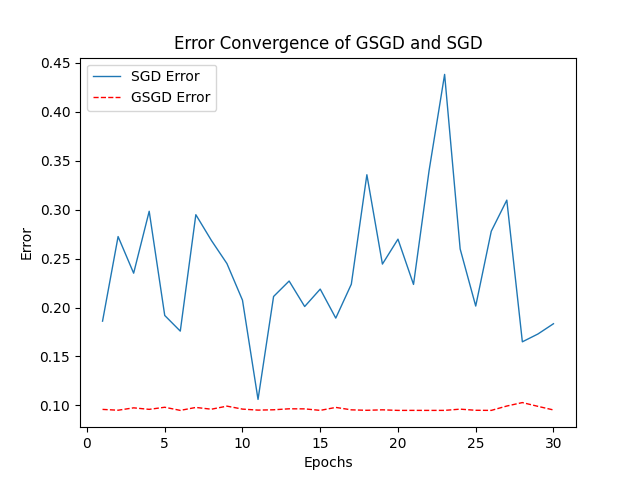 Error Convergence of GSGD and SGD
SGD Error
GSGD Error
0.45
0.40
0.35
0.30
0.25
0.20
0.15
0.10
Error
0 5 10 15 20 25 30
Epochs